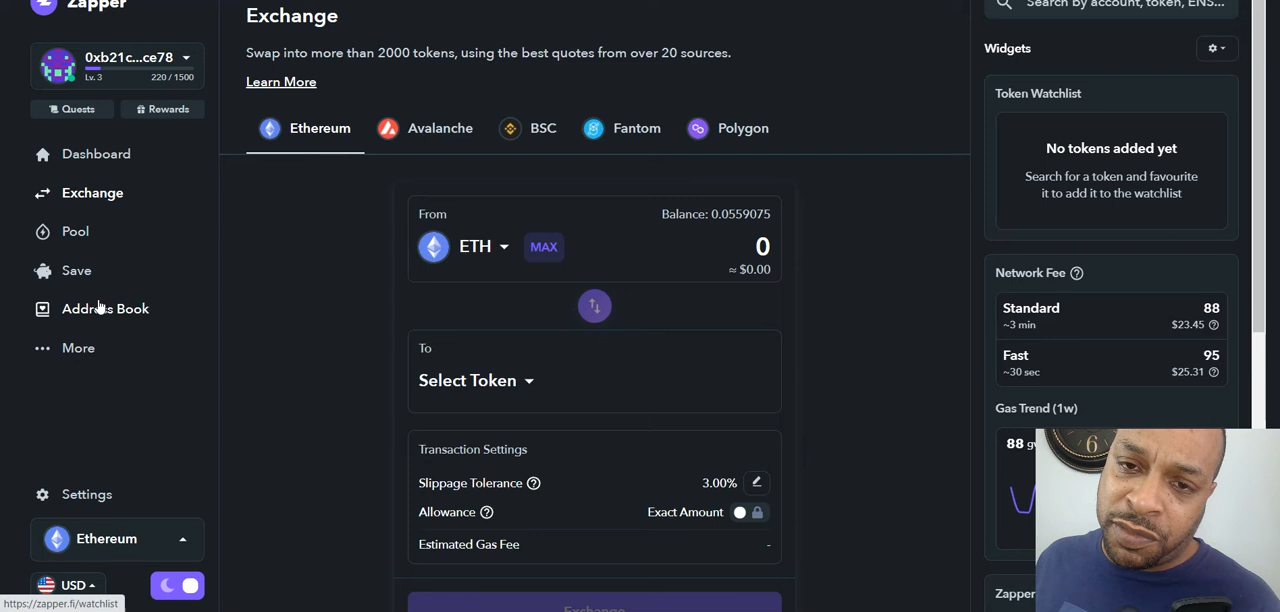 Zapper
0xb21c...ce78
Lv. 3
220 / 1500
Quests
Rewards
Dashboard
Exchange
Pool
Save
Address Book
More
Settings
Ethereum
USD
https://zapper.fi/watchlist
Exchange
Swap into more than 2000 tokens, using the best quotes from over 20 sources.
Learn More
Ethereum
Avalanche
BSC
Fantom
Polygon
From
Balance: 0.0559075
ETH
MAX
0
≈ $0.00
To
Select Token
Transaction Settings
Slippage Tolerance
3.00%
Allowance
Exact Amount
Estimated Gas Fee
-
Exchange
Search by account, token, ENS...
Widgets
Token Watchlist
No tokens added yet
Search for a token and favourite
it to add it to the watchlist
Network Fee
Standard
88
~3 min
$23.45
Fast
95
~30 sec
$25.31
Gas Trend (1w)
88
Zapper
6